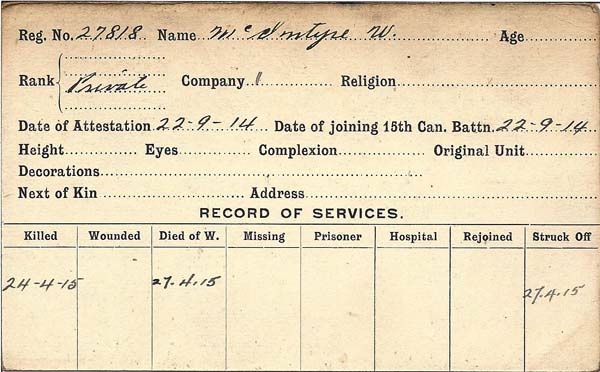 Reg. No. 27818 Name McIntyre W. Age
Rank Private Company 1 Religion
Date of Attestation 22-9-14 Date of joining 15th Can. Battn. 22-9-14
Height Eyes Complexion Original Unit
Decorations
Next of Kin Address
RECORD OF SERVICES.
Killed Wounded Died of W. Missing Prisoner Hospital Rejoined Struck Off
24-4-15 27.4.15 27.4.15